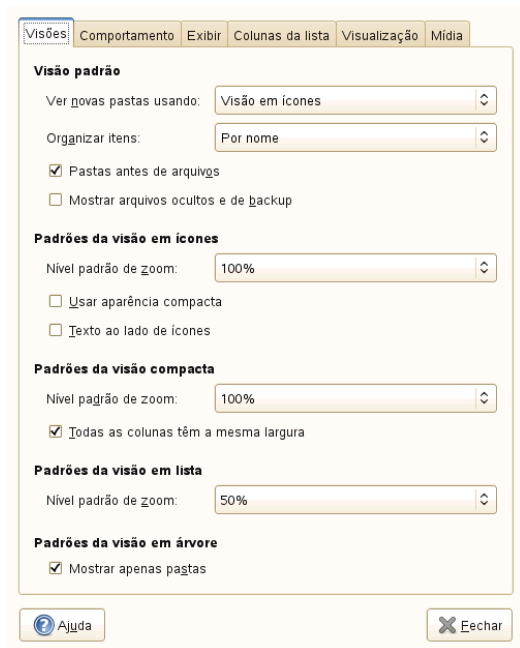 Visões Comportamento Exibir Colunas da lista Visualização Mídia
Visão padrão
Ver novas pastas usando: Visão em ícones
Organizar itens: Por nome
Pastas antes de arquivos
Mostrar arquivos ocultos e de backup
Padrões da visão em ícones
Nível padrão de zoom: 100%
Usar aparência compacta
Texto ao lado de ícones
Padrões da visão compacta
Nível padrão de zoom: 100%
Todas as colunas têm a mesma largura
Padrões da visão em lista
Nível padrão de zoom: 50%
Padrões da visão em árvore
Mostrar apenas pastas
Ajuda Fechar